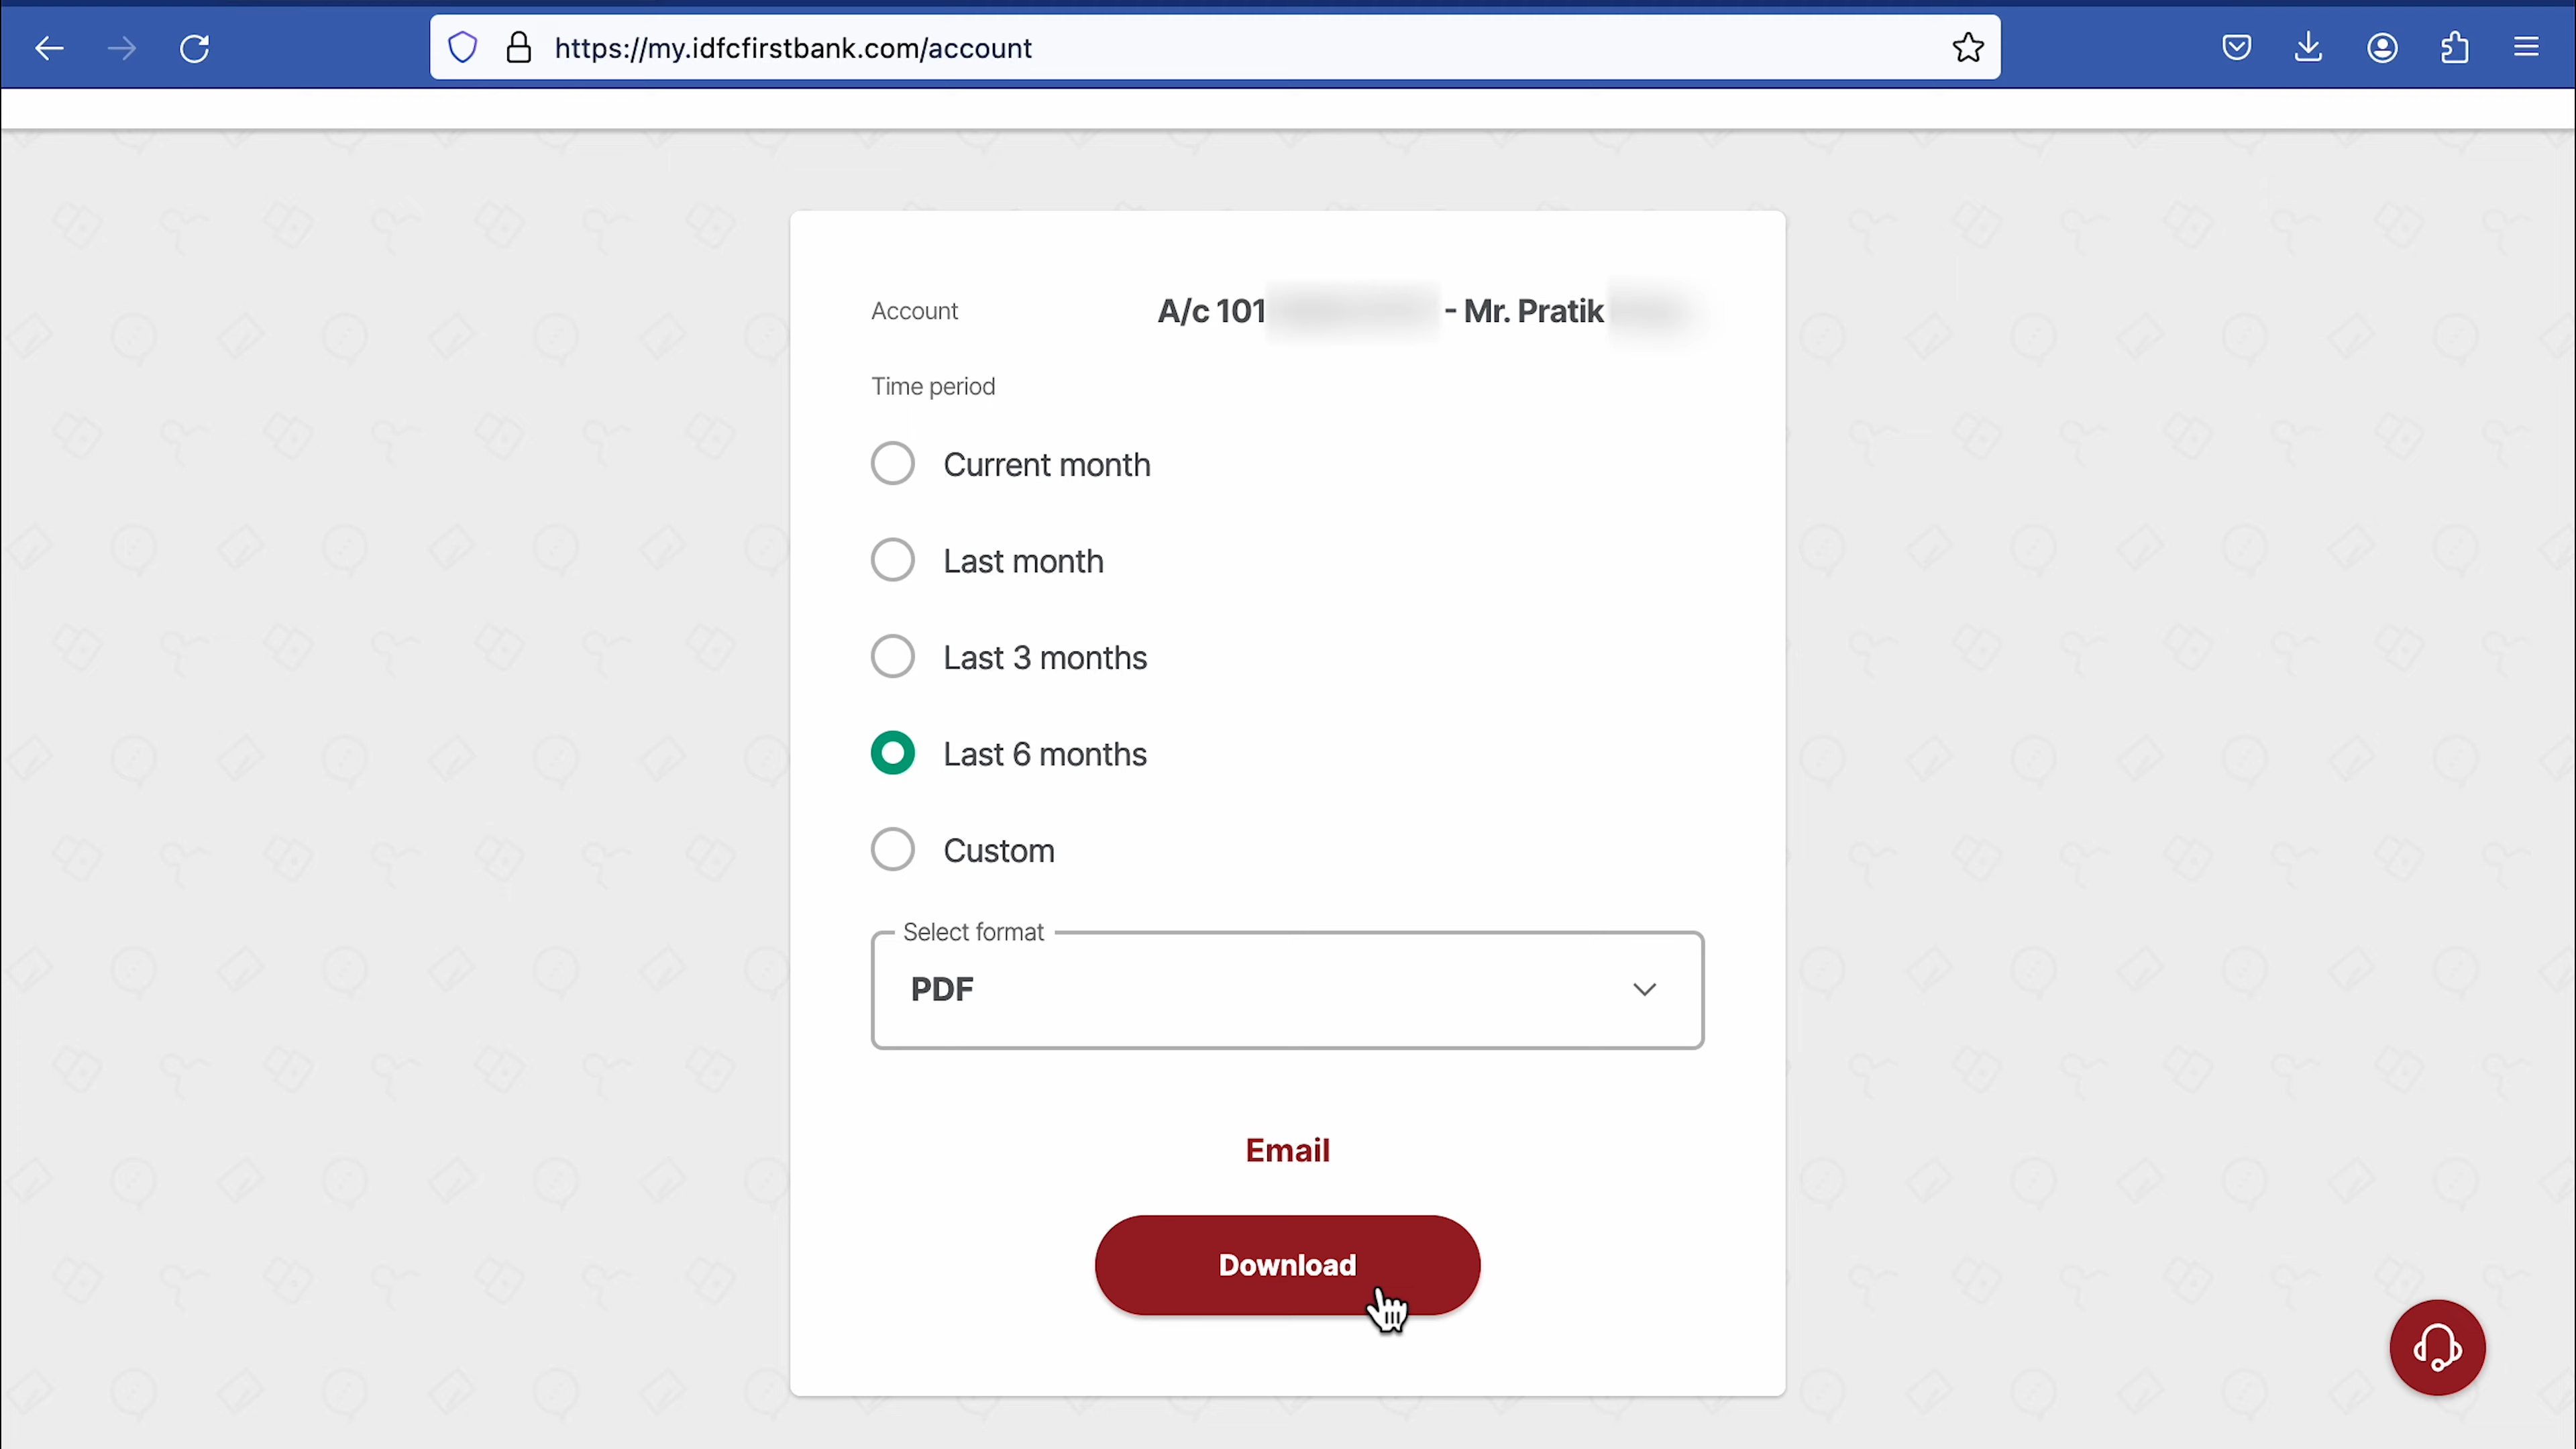 https://my.idfcfirstbank.com/account
Account A/c 101 - Mr. Pratik
Time period
Current month
Last month
Last 3 months
Last 6 months
Custom
Select format
PDF
Email
Download